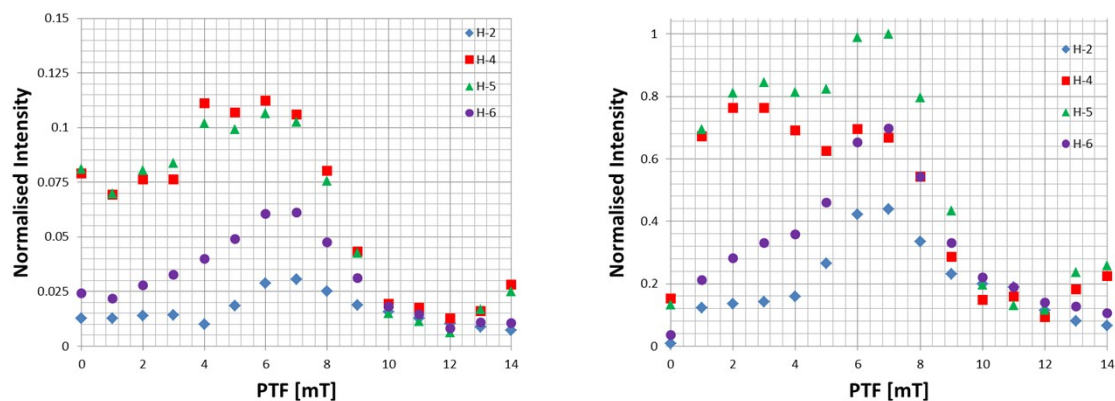 Normalised Intensity
0.15
0.125
0.1
0.075
0.05
0.025
0
0 2 4 6 8 10 12 14
PTF [mT]
H-2
H-4
H-5
H-6
Normalised Intensity
1
0.8
0.6
0.4
0.2
0
0 2 4 6 8 10 12 14
PTF [mT]
H-2
H-4
H-5
H-6